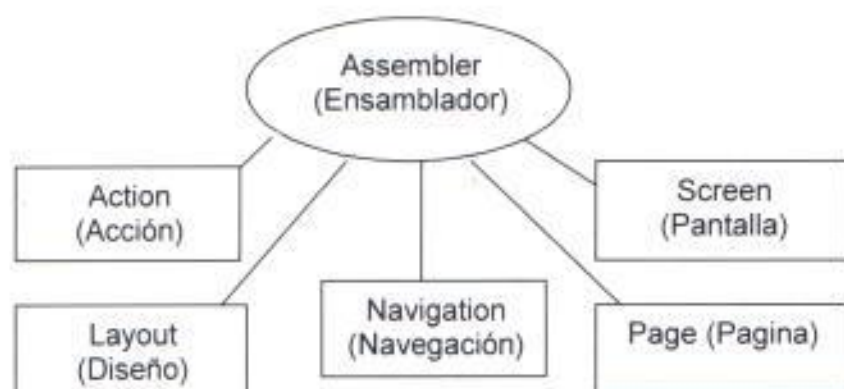 Assembler
(Ensamblador)
Action
(Acción)
Screen
(Pantalla)
Layout
(Diseño)
Navigation
(Navegación)
Page (Pagina)